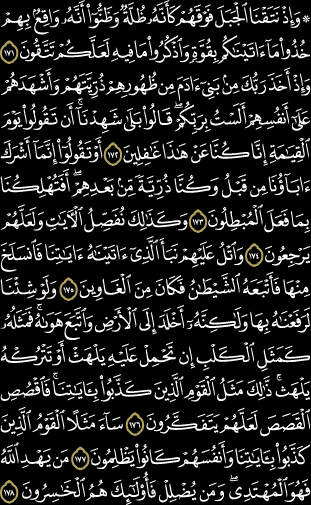 ۞ وَإِذۡ نَتَقۡنَا ٱلۡجَبَلَ فَوۡقَهُمۡ كَأَنَّهُۥ ظُلَّةٞ وَظَنُّوٓاْ أَنَّهُۥ وَاقِعُۢ بِهِمۡ
خُذُواْ مَآ ءَاتَيۡنَٰكُم بِقُوَّةٖ وَٱذۡكُرُواْ مَا فِيهِ لَعَلَّكُمۡ تَتَّقُونَ ١٧١
وَإِذۡ أَخَذَ رَبُّكَ مِنۢ بَنِيٓ ءَادَمَ مِن ظُهُورِهِمۡ ذُرِّيَّتَهُمۡ وَأَشۡهَدَهُمۡ
عَلَىٰٓ أَنفُسِهِمۡ أَلَسۡتُ بِرَبِّكُمۡۖ قَالُواْ بَلَىٰ شَهِدۡنَآۚ أَن تَقُولُواْ يَوۡمَ
ٱلۡقِيَٰمَةِ إِنَّا كُنَّا عَنۡ هَٰذَا غَٰفِلِينَ ١٧٢ أَوۡ تَقُولُوٓاْ إِنَّمَآ أَشۡرَكَ
ءَابَآؤُنَا مِن قَبۡلُ وَكُنَّا ذُرِّيَّةٗ مِّنۢ بَعۡدِهِمۡۖ أَفَتُهۡلِكُنَا
بِمَا فَعَلَ ٱلۡمُبۡطِلُونَ ١٧٣ وَكَذَٰلِكَ نُفَصِّلُ ٱلۡأٓيَٰتِ وَلَعَلَّهُمۡ
يَرۡجِعُونَ ١٧٤ وَٱتۡلُ عَلَيۡهِمۡ نَبَأَ ٱلَّذِيٓ ءَاتَيۡنَٰهُ ءَايَٰتِنَا فَٱنسَلَخَ
مِنۡهَا فَأَتۡبَعَهُ ٱلشَّيۡطَٰنُ فَكَانَ مِنَ ٱلۡغَاوِينَ ١٧٥ وَلَوۡ شِئۡنَا
لَرَفَعۡنَٰهُ بِهَا وَلَٰكِنَّهُۥٓ أَخۡلَدَ إِلَى ٱلۡأَرۡضِ وَٱتَّبَعَ هَوَىٰهُۚ فَمَثَلُهُۥ
كَمَثَلِ ٱلۡكَلۡبِ إِن تَحۡمِلۡ عَلَيۡهِ يَلۡهَثۡ أَوۡ تَتۡرُكۡهُ
يَلۡهَثۚ ذَّٰلِكَ مَثَلُ ٱلۡقَوۡمِ ٱلَّذِينَ كَذَّبُواْ بِـَٔايَٰتِنَاۚ فَٱقۡصُصِ
ٱلۡقَصَصَ لَعَلَّهُمۡ يَتَفَكَّرُونَ ١٧٦ سَآءَ مَثَلًا ٱلۡقَوۡمُ ٱلَّذِينَ
كَذَّبُواْ بِـَٔايَٰتِنَا وَأَنفُسَهُمۡ كَانُواْ يَظۡلِمُونَ ١٧٧ مَن يَهۡدِ ٱللَّهُ
فَهُوَ ٱلۡمُهۡتَدِيۖ وَمَن يُضۡلِلۡ فَأُوْلَٰٓئِكَ هُمُ ٱلۡخَٰسِرُونَ ١٧٨